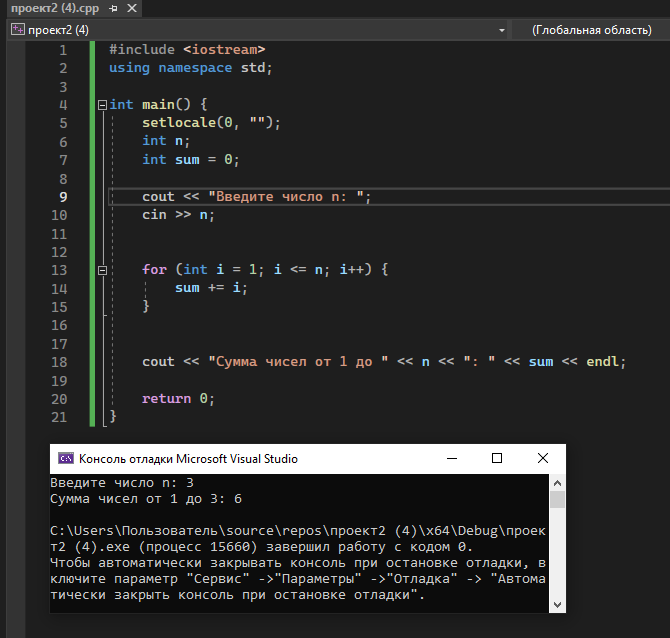 проект2 (4).cpp
проект2 (4) (Глобальная область)
1 #include <iostream>
2 using namespace std;
3
4 int main() {
5 setlocale(0, "");
6 int n;
7 int sum = 0;
8
9 cout << "Введите число n: ";
10 cin >> n;
11
12
13 for (int i = 1; i <= n; i++) {
14 sum += i;
15 }
16
17
18 cout << "Сумма чисел от 1 до " << n << ": " << sum << endl;
19
20 return 0;
21 }
Консоль отладки Microsoft Visual Studio
Введите число n: 3
Сумма чисел от 1 до 3: 6
C:\Users\Пользователь\source\repos\проект2 (4)\x64\Debug\проек
т2 (4).exe (процесс 15660) завершил работу с кодом 0.
Чтобы автоматически закрывать консоль при остановке отладки, в
ключите параметр "Сервис" ->"Параметры" ->"Отладка" -> "Автома
тически закрыть консоль при остановке отладки".